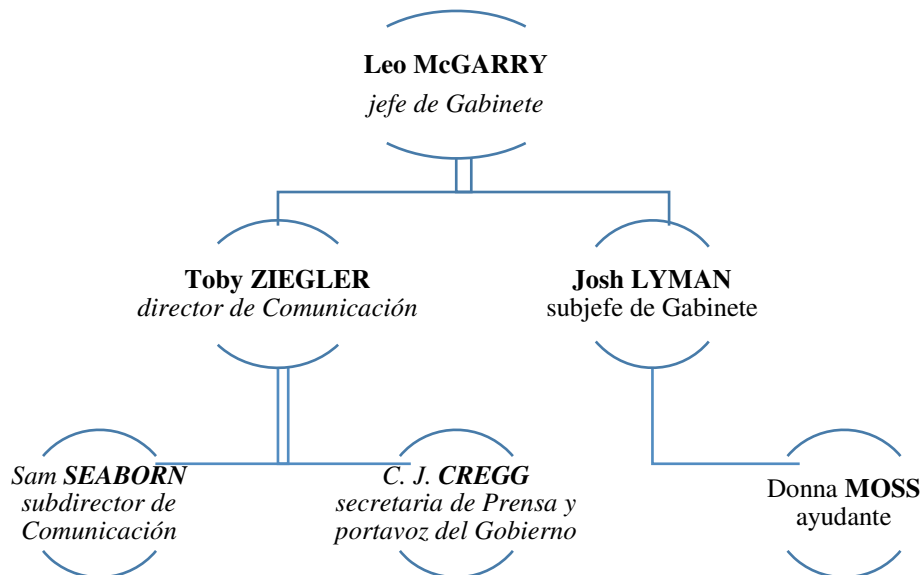 Leo McGARRY
jefe de Gabinete
Toby ZIEGLER
director de Comunicación
Josh LYMAN
subjefe de Gabinete
Sam SEABORN
subdirector de
Comunicación
C. J. CREGG
secretaria de Prensa y
portavoz del Gobierno
Donna MOSS
ayudante